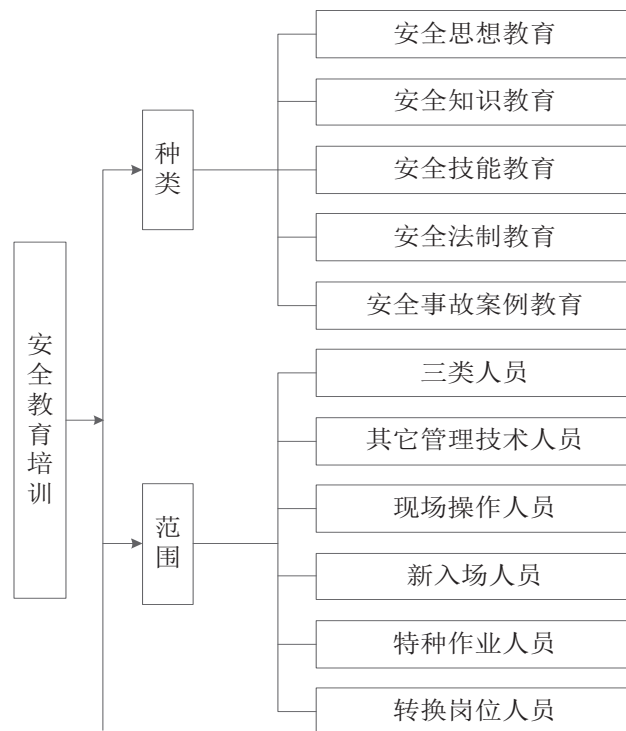 安全教育培训
种类
安全思想教育
安全知识教育
安全技能教育
安全法制教育
安全事故案例教育
范围
三类人员
其它管理技术人员
现场操作人员
新入场人员
特种作业人员
转换岗位人员